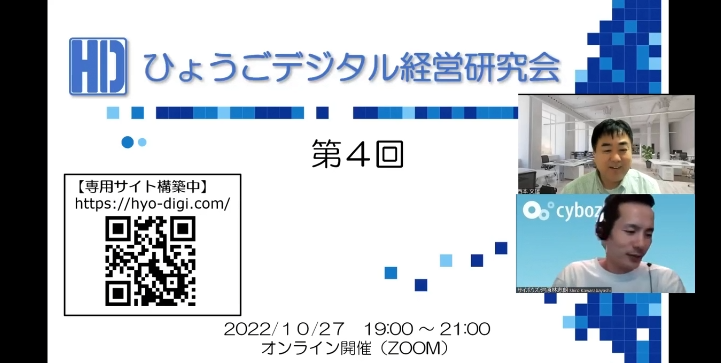 HD ひょうごデジタル経営研究会
第4回
【専用サイト構築中】
https://hyo-digi.com/
cyboz
2022/10/27 19:00 ~ 21:00
オンライン開催（ZOOM）